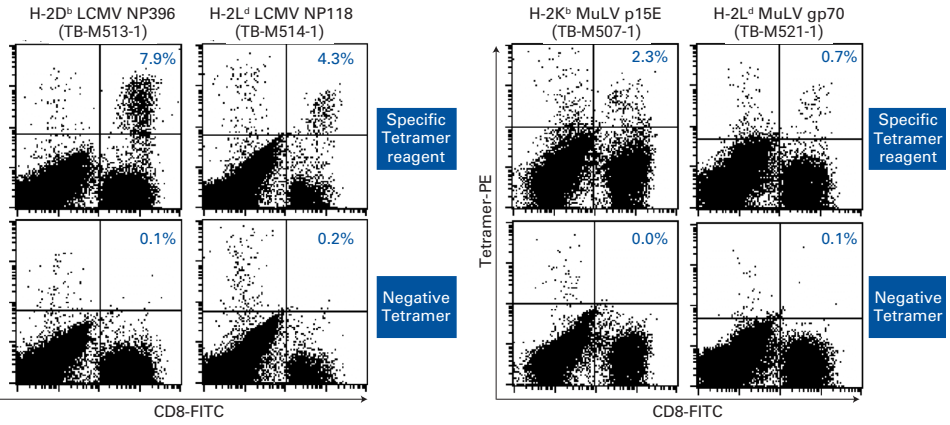 H-2Dᵇ LCMV NP396
(TB-M513-1)
H-2Lᵈ LCMV NP118
(TB-M514-1)
H-2Kᵇ MuLV p15E
(TB-M507-1)
H-2Lᵈ MuLV gp70
(TB-M521-1)
7.9%
4.3%
Specific
Tetramer
reagent
2.3%
0.7%
Specific
Tetramer
reagent
0.1%
0.2%
Negative
Tetramer
0.0%
0.1%
Negative
Tetramer
Tetramer-PE
CD8-FITC
CD8-FITC